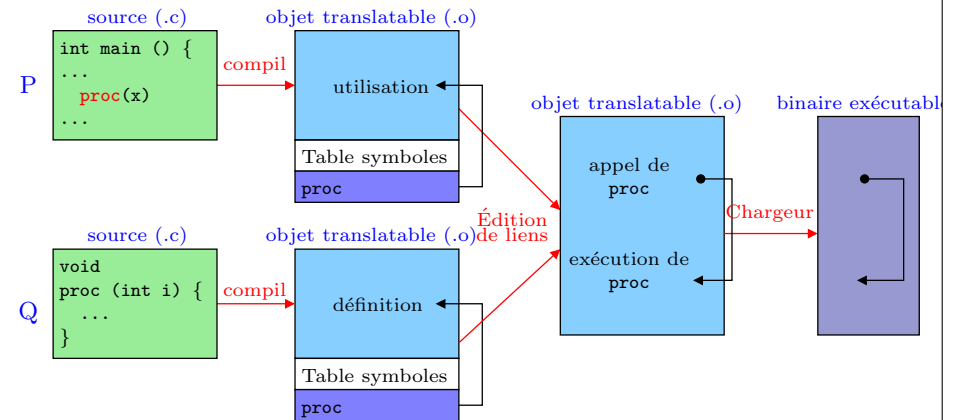 source (.c)
objet translatable (.o)
P
int main () {
...
proc(x)
...
compil
utilisation
Table symboles
proc
source (.c)
objet translatable (.o)
Q
void
proc (int i) {
...
}
compil
définition
Table symboles
proc
Édition
de liens
objet translatable (.o)
appel de
proc
exécution de
proc
Chargeur
binaire exécutable